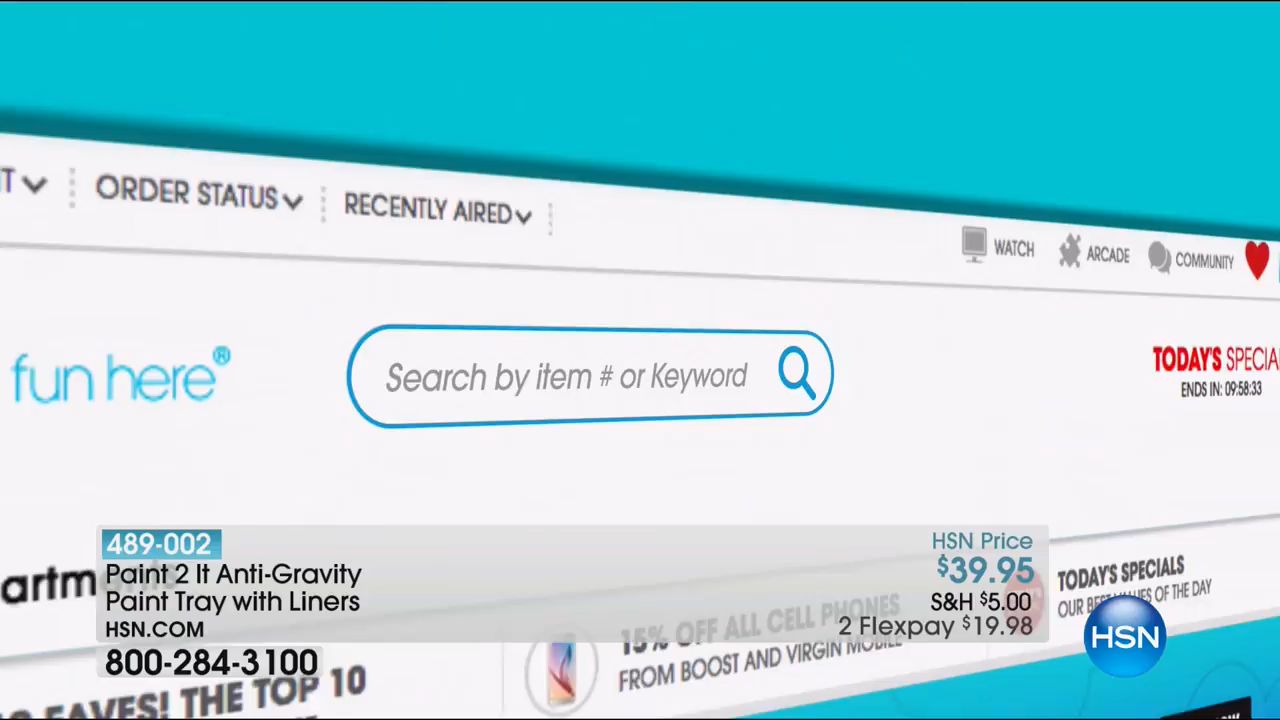 T
ORDER STATUS
RECENTLY AIRED
WATCH
ARCADE
COMMUNITY
fun here®
Search by item # or Keyword
TODAY'S SPECIAL
ENDS IN: 09:58:33
489-002
Paint 2 It Anti-Gravity
Paint Tray with Liners
HSN.COM
800-284-3100
HSN Price
$39.95
S&H $5.00
2 Flexpay $19.98
TODAY'S SPECIALS
OUR BEST VALUES OF THE DAY
HSN
15% OFF ALL CELL PHONES
FROM BOOST AND VIRGIN MOBILE
FAVES! THE TOP 10